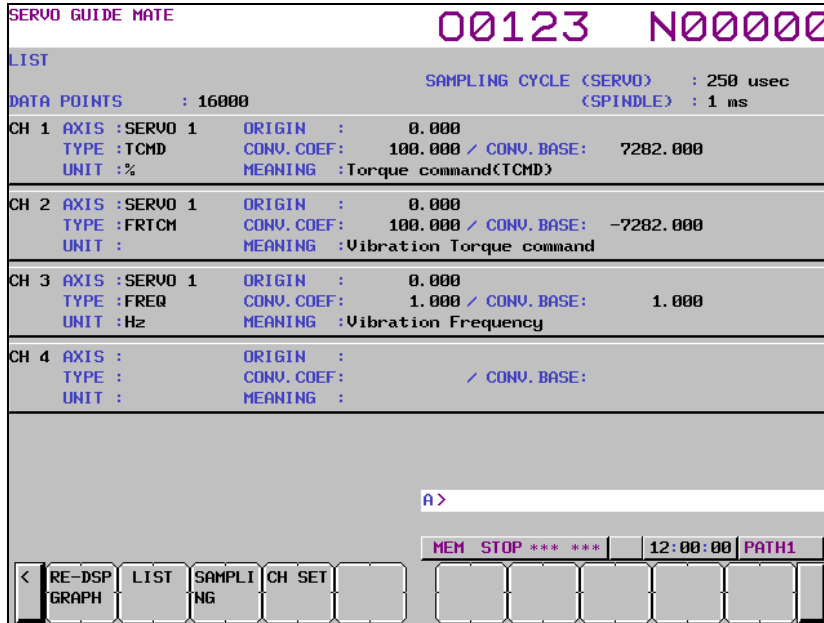 SERVO GUIDE MATE
O0123 N00000
LIST
SAMPLING CYCLE (SERVO) : 250 usec
DATA POINTS : 16000 (SPINDLE) : 1 ms
CH 1 AXIS :SERVO 1 ORIGIN : 0.000
TYPE :TCMD CONV.COEF: 100.000 / CONV.BASE: 7282.000
UNIT :% MEANING :Torque command(TCMD)
CH 2 AXIS :SERVO 1 ORIGIN : 0.000
TYPE :FRTCM CONV.COEF: 100.000 / CONV.BASE: -7282.000
UNIT : MEANING :Vibration Torque command
CH 3 AXIS :SERVO 1 ORIGIN : 0.000
TYPE :FREQ CONV.COEF: 1.000 / CONV.BASE: 1.000
UNIT :Hz MEANING :Vibration Frequency
CH 4 AXIS : ORIGIN :
TYPE : CONV.COEF: / CONV.BASE:
UNIT : MEANING :
A>
MEM STOP *** *** 12:00:00 PATH1
< RE-DSP LIST SAMPLI CH SET
GRAPH NG